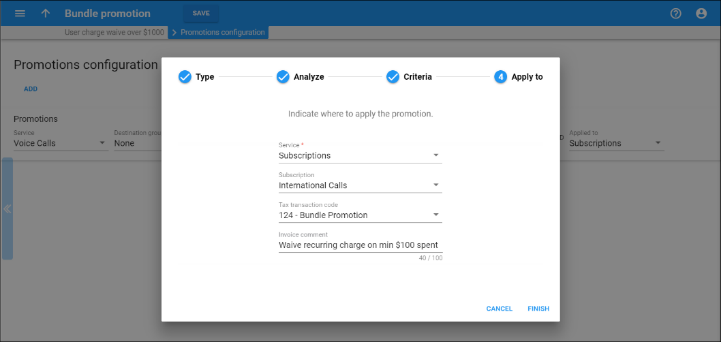 Bundle promotion
SAVE
User charge waive over $1000
Promotions configuration
Promotions configuration
ADD
Promotions
Service
Voice Calls
Destination grou
None
Applied to
Subscriptions
Type
Analyze
Criteria
4 Apply to
Indicate where to apply the promotion.
Service *
Subscriptions
Subscription
International Calls
Tax transaction code
124 - Bundle Promotion
Invoice comment
Waive recurring charge on min $100 spent
40 / 100
CANCEL
FINISH